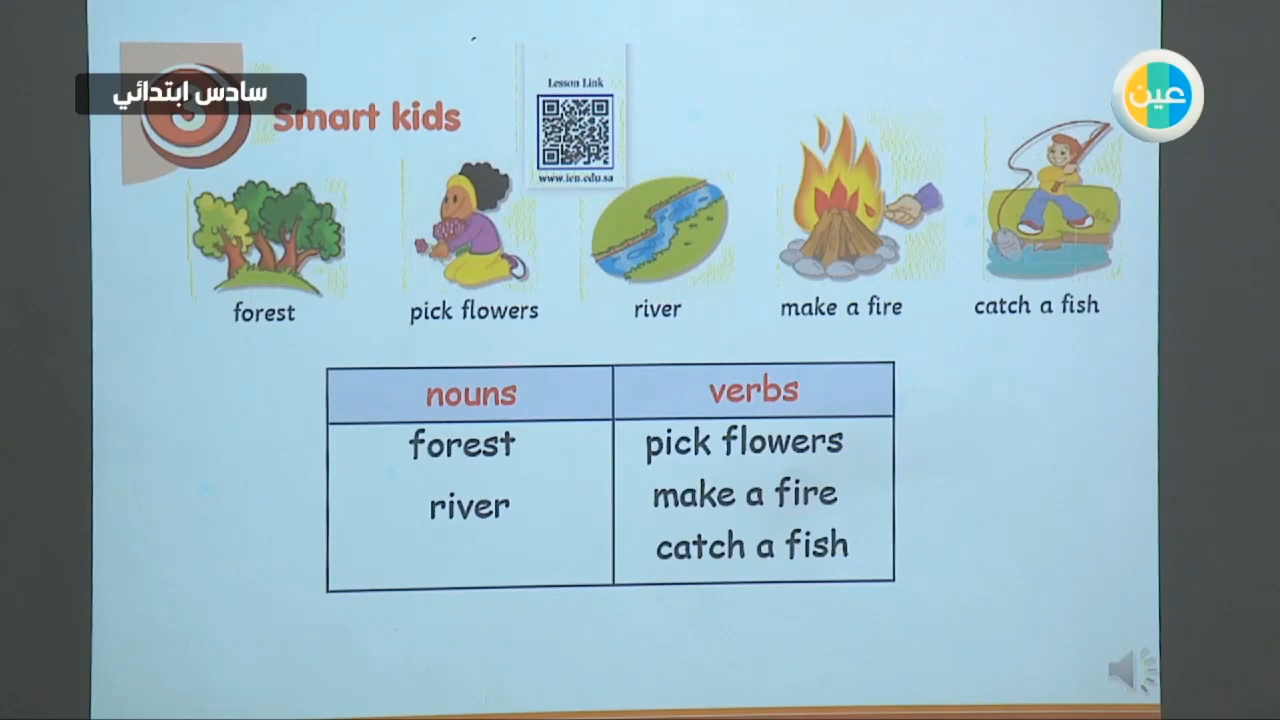 سادس ابتدائي
Smart kids
Lesson Link
www.ien.edu.sa
عين
forest
pick flowers
river
make a fire
catch a fish
nouns verbs
forest pick flowers
river make a fire
catch a fish